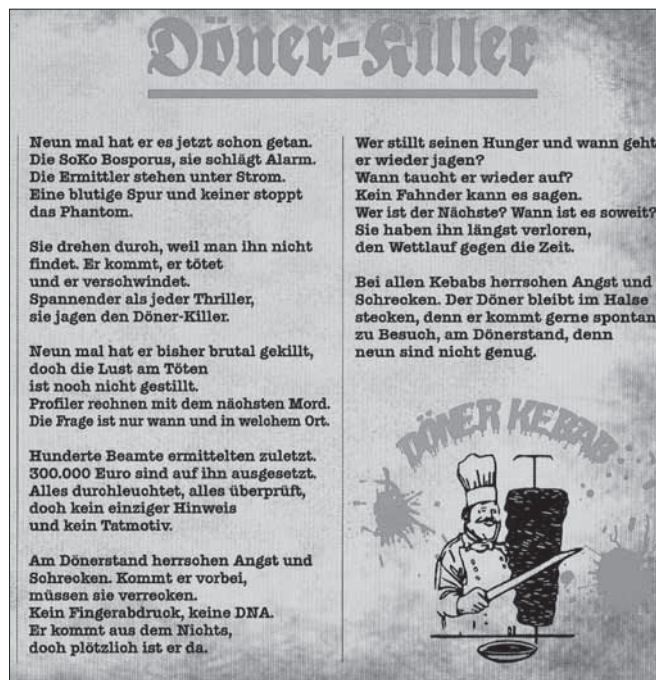 Döner-Killer
Neun mal hat er es jetzt schon getan.
Die SoKo Bosporus, sie schlägt Alarm.
Die Ermittler stehen unter Strom.
Eine blutige Spur und keiner stoppt
das Phantom.
Sie drehen durch, weil man ihn nicht
findet. Er kommt, er tötet
und er verschwindet.
Spannender als jeder Thriller,
sie jagen den Döner-Killer.
Neun mal hat er bisher brutal gekillt,
doch die Lust am Töten
ist noch nicht gestillt.
Profiler rechnen mit dem nächsten Mord.
Die Frage ist nur wann und in welchem Ort.
Hunderte Beamte ermittelten zuletzt.
300.000 Euro sind auf ihn ausgesetzt.
Alles durchleuchtet, alles überprüft,
doch kein einziger Hinweis
und kein Tatmotiv.
Am Dönerstand herrschen Angst und
Schrecken. Kommt er vorbei,
müssen sie verrecken.
Kein Fingerabdruck, keine DNA.
Er kommt aus dem Nichts,
doch plötzlich ist er da.
Wer stillt seinen Hunger und wann geht
er wieder jagen?
Wann taucht er wieder auf?
Kein Fahnder kann es sagen.
Wer ist der Nächste? Wann ist es soweit?
Sie haben ihn längst verloren,
den Wettlauf gegen die Zeit.
Bei allen Kebabs herrschen Angst und
Schrecken. Der Döner bleibt im Halse
stecken, denn er kommt gerne spontan
zu Besuch, am Dönerstand, denn
neun sind nicht genug.
DÖNER KEBAB